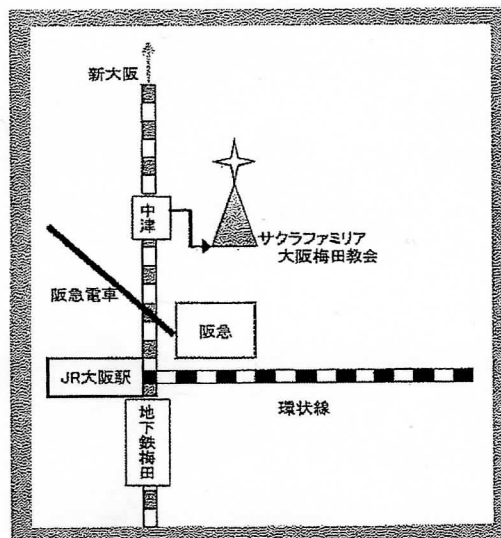 新大阪
中津
サクラファミリア
大阪梅田教会
阪急電車
阪急
JR大阪駅
環状線
地下鉄梅田